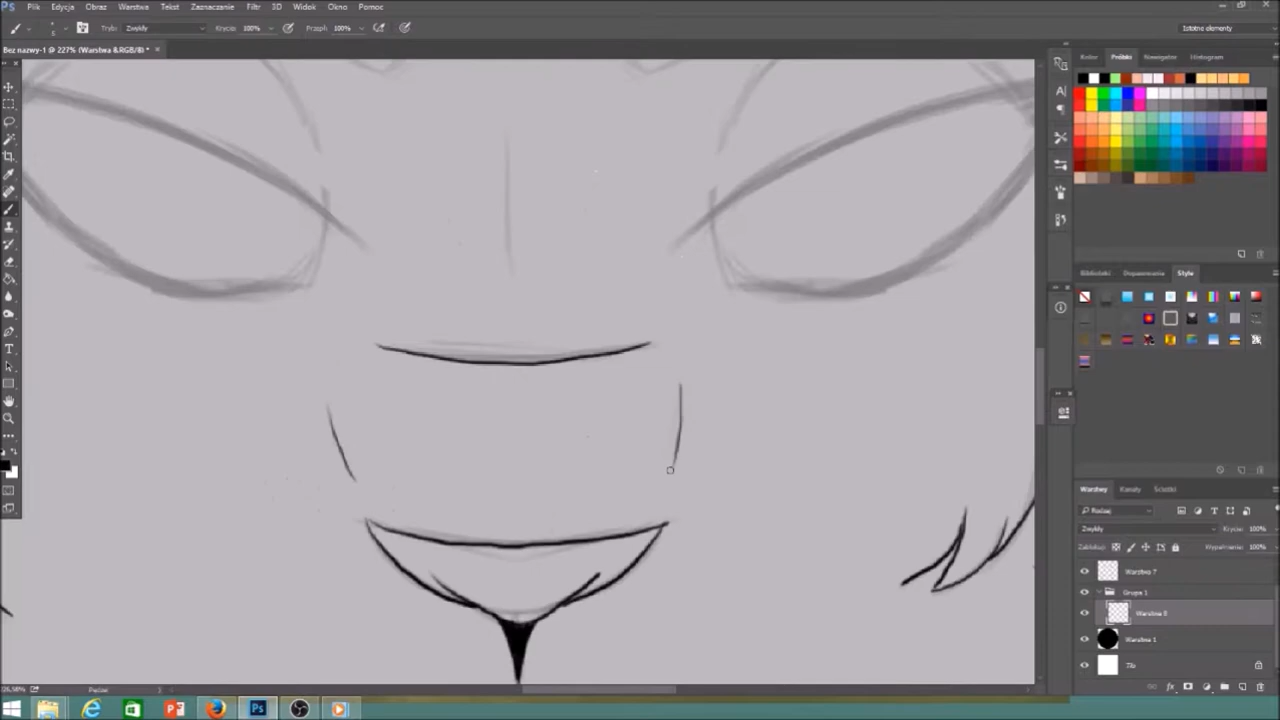 Ps Plik Edycja Obraz Warstwa Tekst Zaznaczanie Filtr 3D Widok Okno Pomoc
Tryb: Zwykły Krycie: 100% Przepł: 100% Istotne elementy
Bez nazwy-1 @ 227% (Warstwa 8,RGB/8) * ×
Kolor Próbki Nawigator Histogram
Biblioteki Dopasowania Style
Warstwy Kanały Ścieżki
Rodzaj
Zwykły Krycie: 100%
Zablokuj: Wypełnienie: 100%
Warstwa 7
Grupa 1
Warstwa 8
Warstwa 1
Tło